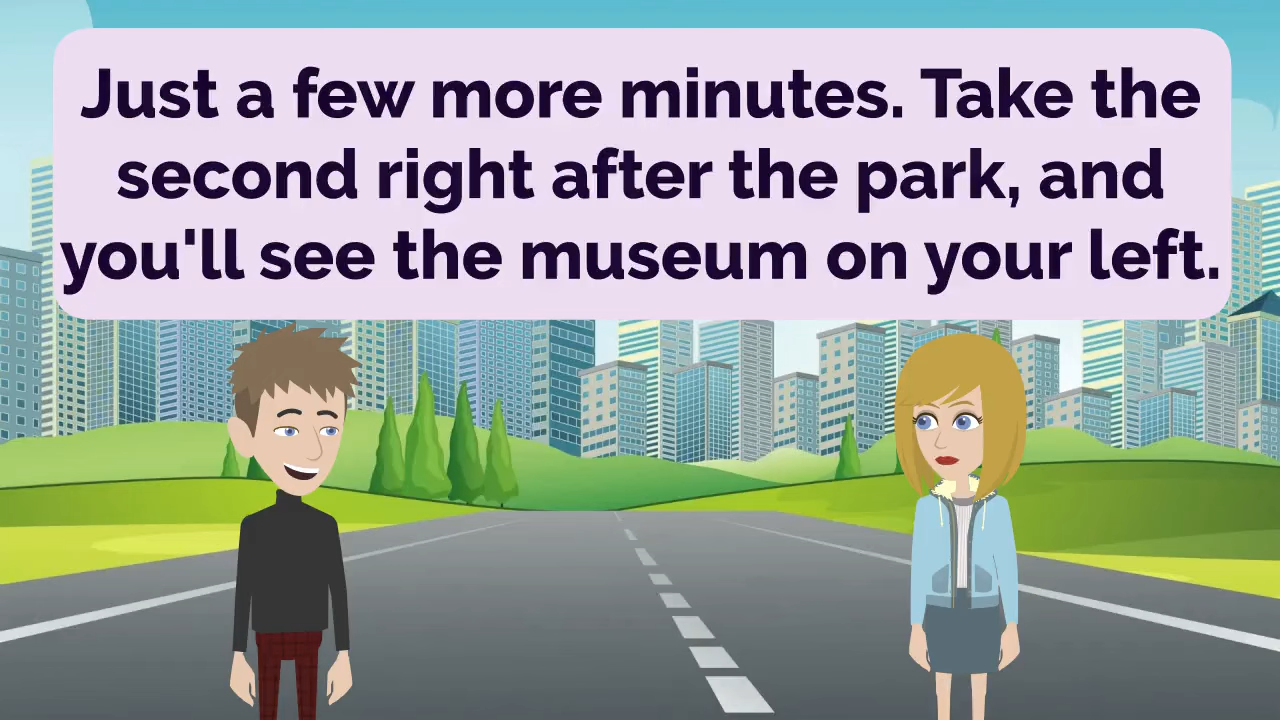 Just a few more minutes. Take the
second right after the park, and
you'll see the museum on your left.